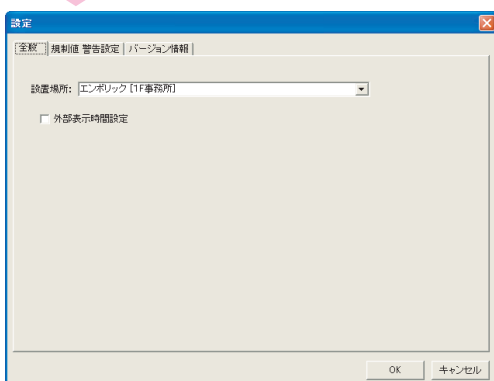 設定
全般 規制値 警告設定 バージョン情報
設置場所: エンボリック [1F事務所]
外部表示時間設定
OK キャンセル